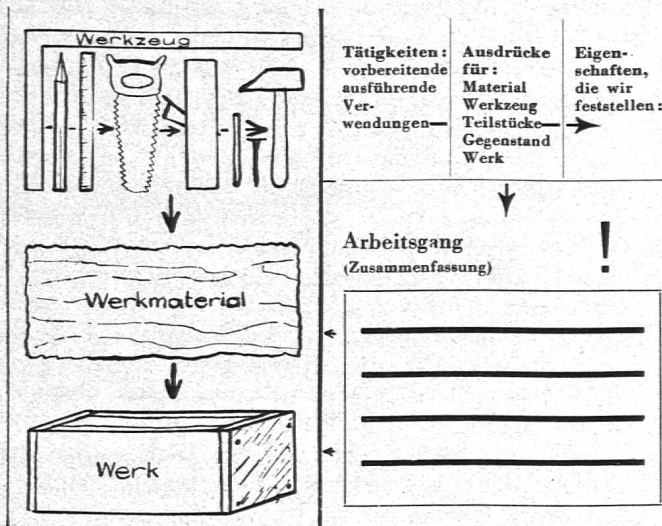 Werkzeug
Werkmaterial
Werk
Tätigkeiten:
vorbereitende
ausführende
Ver-
wendungen
Ausdrücke
für:
Material
Werkzeug
Teilstücke
Gegenstand
Werk
Eigen-
schaften,
die wir
feststellen:
Arbeitsgang
(Zusammenfassung)
!